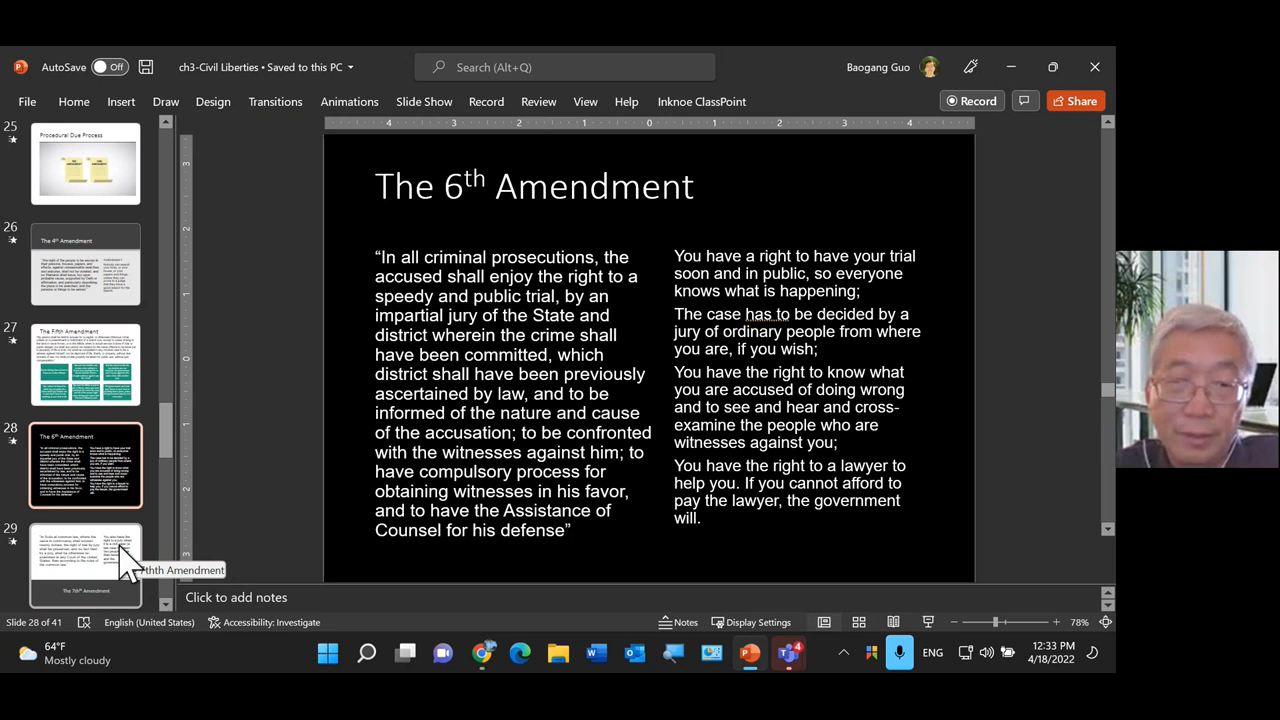 AutoSave Off ch3-Civil Liberties • Saved to this PC Search (Alt+Q) Baogang Guo
File Home Insert Draw Design Transitions Animations Slide Show Record Review View Help Inknoe ClassPoint Record Share
4 3 2 1 0 1 2 3 4
25
Procedural Due Process
26
The 4th Amendment
27
The Fifth Amendment
28
The 6th Amendment
29
The 7th Amendment
thth Amendment
The 6th Amendment
“In all criminal prosecutions, the
accused shall enjoy the right to a
speedy and public trial, by an
impartial jury of the State and
district wherein the crime shall
have been committed, which
district shall have been previously
ascertained by law, and to be
informed of the nature and cause
of the accusation; to be confronted
with the witnesses against him; to
have compulsory process for
obtaining witnesses in his favor,
and to have the Assistance of
Counsel for his defense”
You have a right to have your trial
soon and in public so everyone
knows what is happening;
The case has to be decided by a
jury of ordinary people from where
you are, if you wish;
You have the right to know what
you are accused of doing wrong
and to see and hear and cross-
examine the people who are
witnesses against you;
You have the right to a lawyer to
help you. If you cannot afford to
pay the lawyer, the government
will.
Click to add notes
Slide 28 of 41 English (United States) Accessibility: Investigate Notes Display Settings 78%
64°F
Mostly cloudy
4
ENG
12:33 PM
4/18/2022